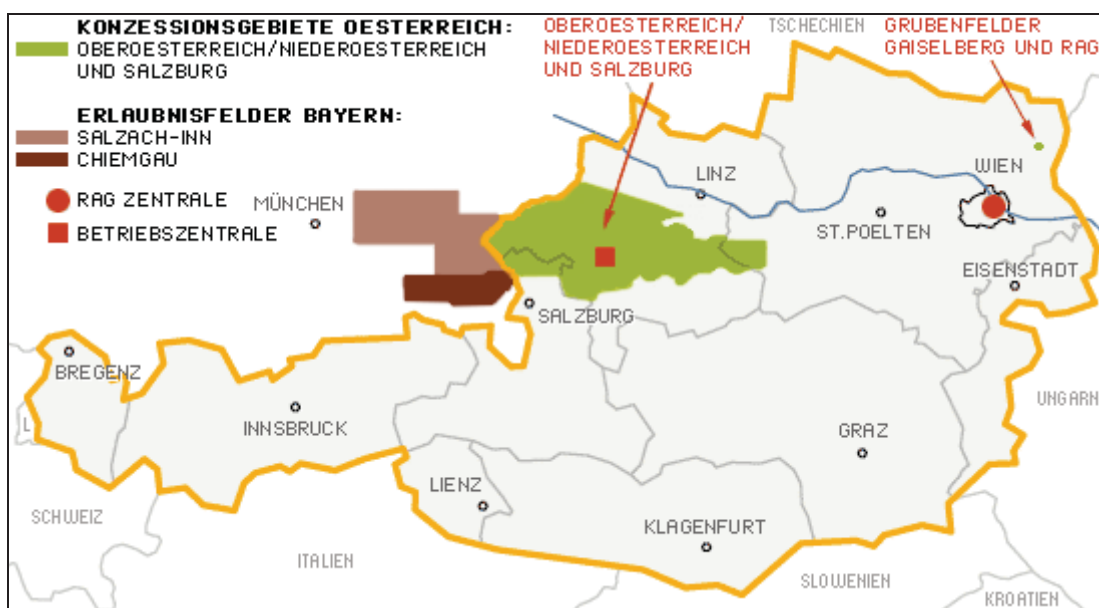 KONZESSIONSGEBIETE OESTERREICH:
OBEROESTERREICH/NIEDEROESTERREICH
UND SALZBURG
ERLAUBNISFELDER BAYERN:
SALZACH-INN
CHIEMGAU
RAG ZENTRALE
BETRIEBSZENTRALE
OBEROESTERREICH/
NIEDEROESTERREICH
UND SALZBURG
TSCHECHIEN
GRUBENFELDER
GAISELBERG UND RAG
MÜNCHEN
LINZ
WIEN
ST.POELTEN
EISENSTADT
SALZBURG
BREGENZ
INNSBRUCK
L
GRAZ
UNGARN
LIENZ
KLAGENFURT
SCHWEIZ
ITALIEN
SLOWENIEN
KROATIEN